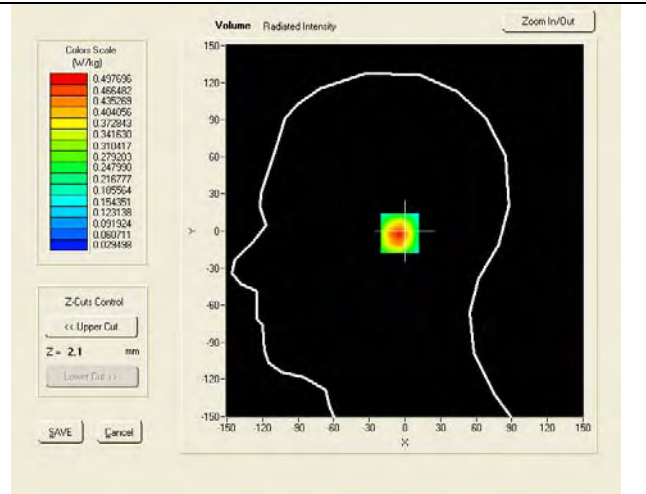 Volume Radiated Intensity
Zoom In/Out
Colors Scale
(W/kg)
0.497696
0.466482
0.435269
0.404056
0.372843
0.341630
0.310417
0.279203
0.247990
0.216777
0.185564
0.154351
0.123138
0.091924
0.060711
0.029498
Z-Cuts Control
<< Upper Cut
Z = 2.1 mm
Lower Cut >>
SAVE
Cancel
150
120
90
60
30
0
-30
-60
-90
-120
-150
Y
-150 -120 -90 -60 -30 0 30 60 90 120 150
X